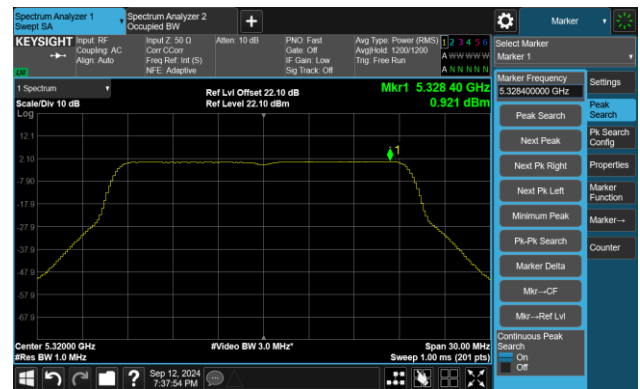 Spectrum Analyzer 1
Swept SA
Spectrum Analyzer 2
Occupied BW
Marker
KEYSIGHT
Input: RF
Coupling: AC
Align: Auto
Input Z: 50 Ω
Corr CCorr
Freq Ref: Int (S)
NFE: Adaptive
Atten: 10 dB
PNO: Fast
Gate: Off
IF Gain: Low
Sig Track: Off
Avg Type: Power (RMS)
Avg|Hold: 1200/1200
Trig: Free Run
1 2 3 4 5 6
A W W W W W
A N N N N N
LXI
Select Marker
Marker 1
1 Spectrum
Scale/Div 10 dB
Log
Ref Lvl Offset 22.10 dB
Ref Level 22.10 dBm
Mkr1 5.328 40 GHz
0.921 dBm
12.1
2.10
-7.90
-17.9
-27.9
-37.9
-47.9
-57.9
-67.9
1
Center 5.32000 GHz
#Res BW 1.0 MHz
#Video BW 3.0 MHz*
Span 30.00 MHz
Sweep 1.00 ms (201 pts)
Marker Frequency
5.328400000 GHz
Peak Search
Next Peak
Next Pk Right
Next Pk Left
Minimum Peak
Pk-Pk Search
Marker Delta
Mkr→CF
Mkr→Ref Lvl
Continuous Peak
Search
On
Off
Settings
Peak
Search
Pk Search
Config
Properties
Marker
Function
Marker→
Counter
?
Sep 12, 2024
7:37:54 PM